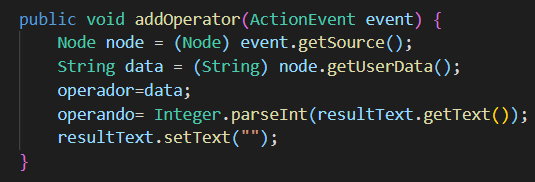 public void addOperator(ActionEvent event) {
Node node = (Node) event.getSource();
String data = (String) node.getUserData();
operador=data;
operando= Integer.parseInt(resultText.getText());
resultText.setText("");
}